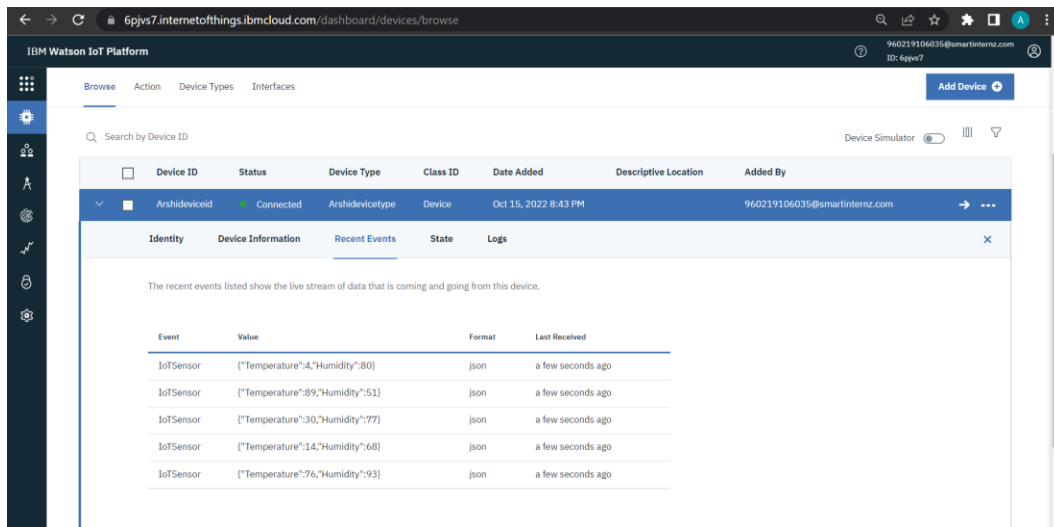 6pjvs7.internetofthings.ibmcloud.com/dashboard/devices/browse
A
IBM Watson IoT Platform
960219106035@smartinternz.com
ID: 6pjvs7
Browse Action Device Types Interfaces
Add Device
Search by Device ID
Device Simulator
Device ID Status Device Type Class ID Date Added Descriptive Location Added By
Arshideviceid Connected Arshidevicetype Device Oct 15, 2022 8:43 PM 960219106035@smartinternz.com
Identity Device Information Recent Events State Logs
The recent events listed show the live stream of data that is coming and going from this device.
Event Value Format Last Received
IoTSensor {"Temperature":4,"Humidity":80} json a few seconds ago
IoTSensor {"Temperature":89,"Humidity":51} json a few seconds ago
IoTSensor {"Temperature":30,"Humidity":77} json a few seconds ago
IoTSensor {"Temperature":14,"Humidity":68} json a few seconds ago
IoTSensor {"Temperature":76,"Humidity":93} json a few seconds ago